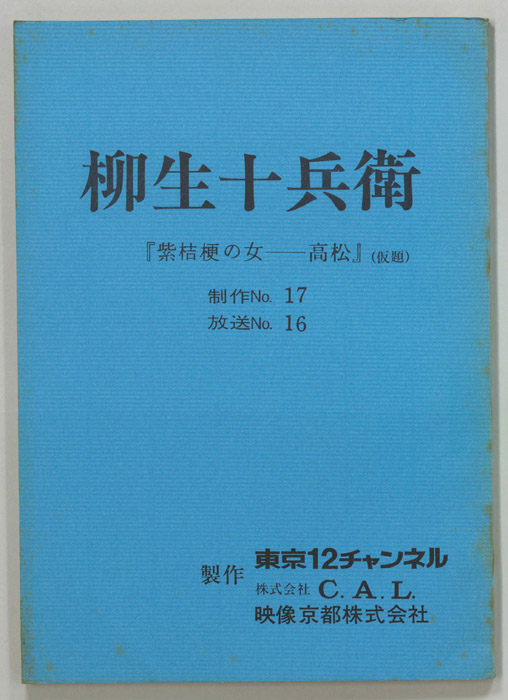 柳生十兵衛
『紫桔梗の女――高松』(仮題)
制作No. 17
放送No. 16
製作
東京12チャンネル
株式会社 C.A.L.
映像京都株式会社